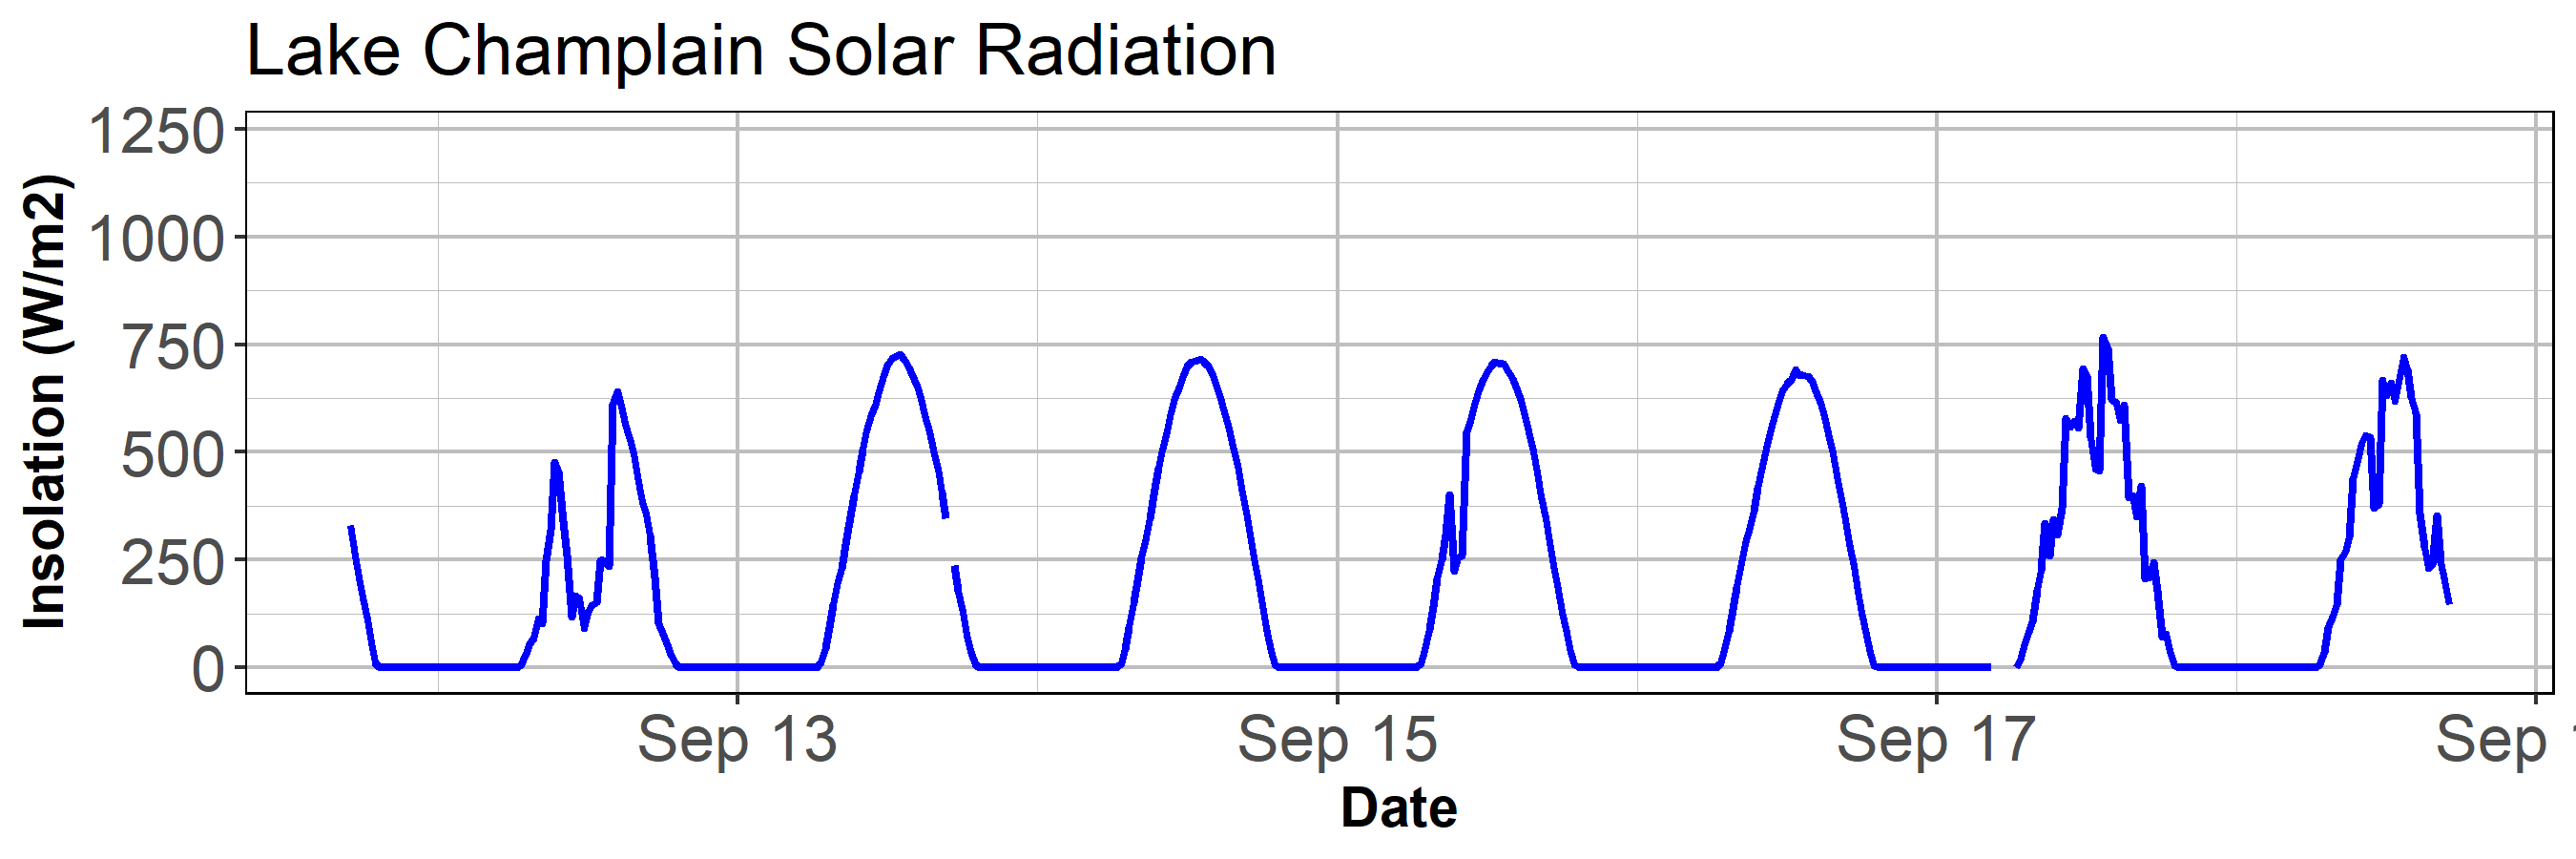 Lake Champlain Solar Radiation
Insolation (W/m2)
1250
1000
750
500
250
0
Sep 13 Sep 15 Sep 17 Sep
Date